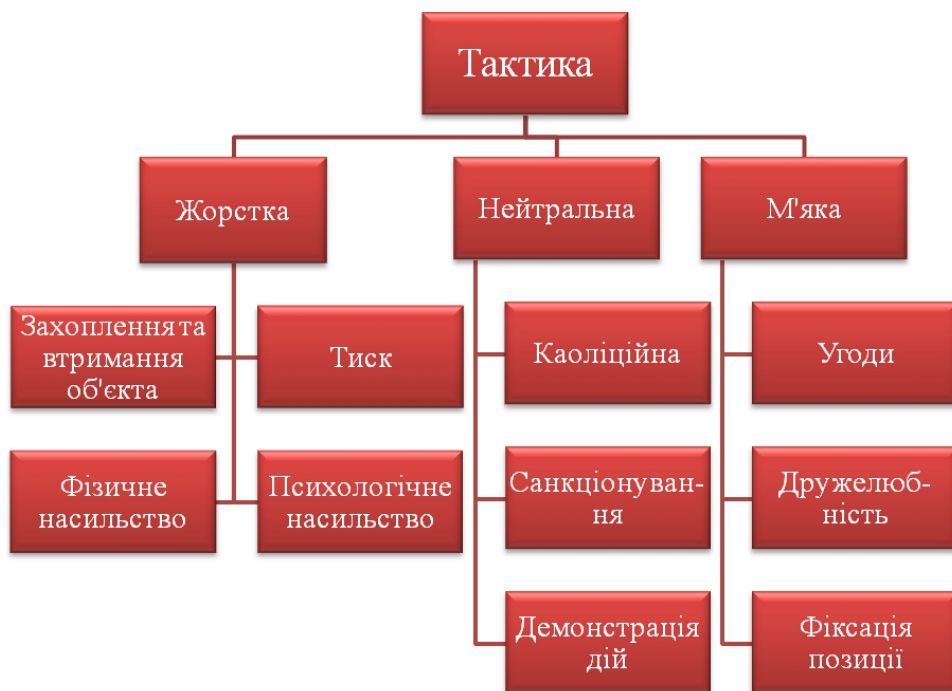 Тактика
Жорстка
Нейтральна
М'яка
Захоплення та
втримання
об'єкта
Тиск
Каоліційна
Угоди
Фізичне
насильство
Психологічне
насильство
Санкціонуван-
ня
Дружелюб-
ність
Демонстрація
дій
Фіксація
позиції